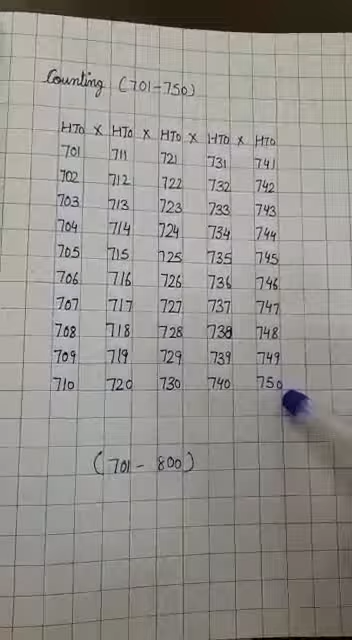 Counting (701-750)
HTO x HTO x HTO x HTO x HTO
701 711 721 731 741
702 712 722 732 742
703 713 723 733 743
704 714 724 734 744
705 715 725 735 745
706 716 726 736 746
707 717 727 737 747
708 718 728 738 748
709 719 729 739 749
710 720 730 740 750
(701 - 800)